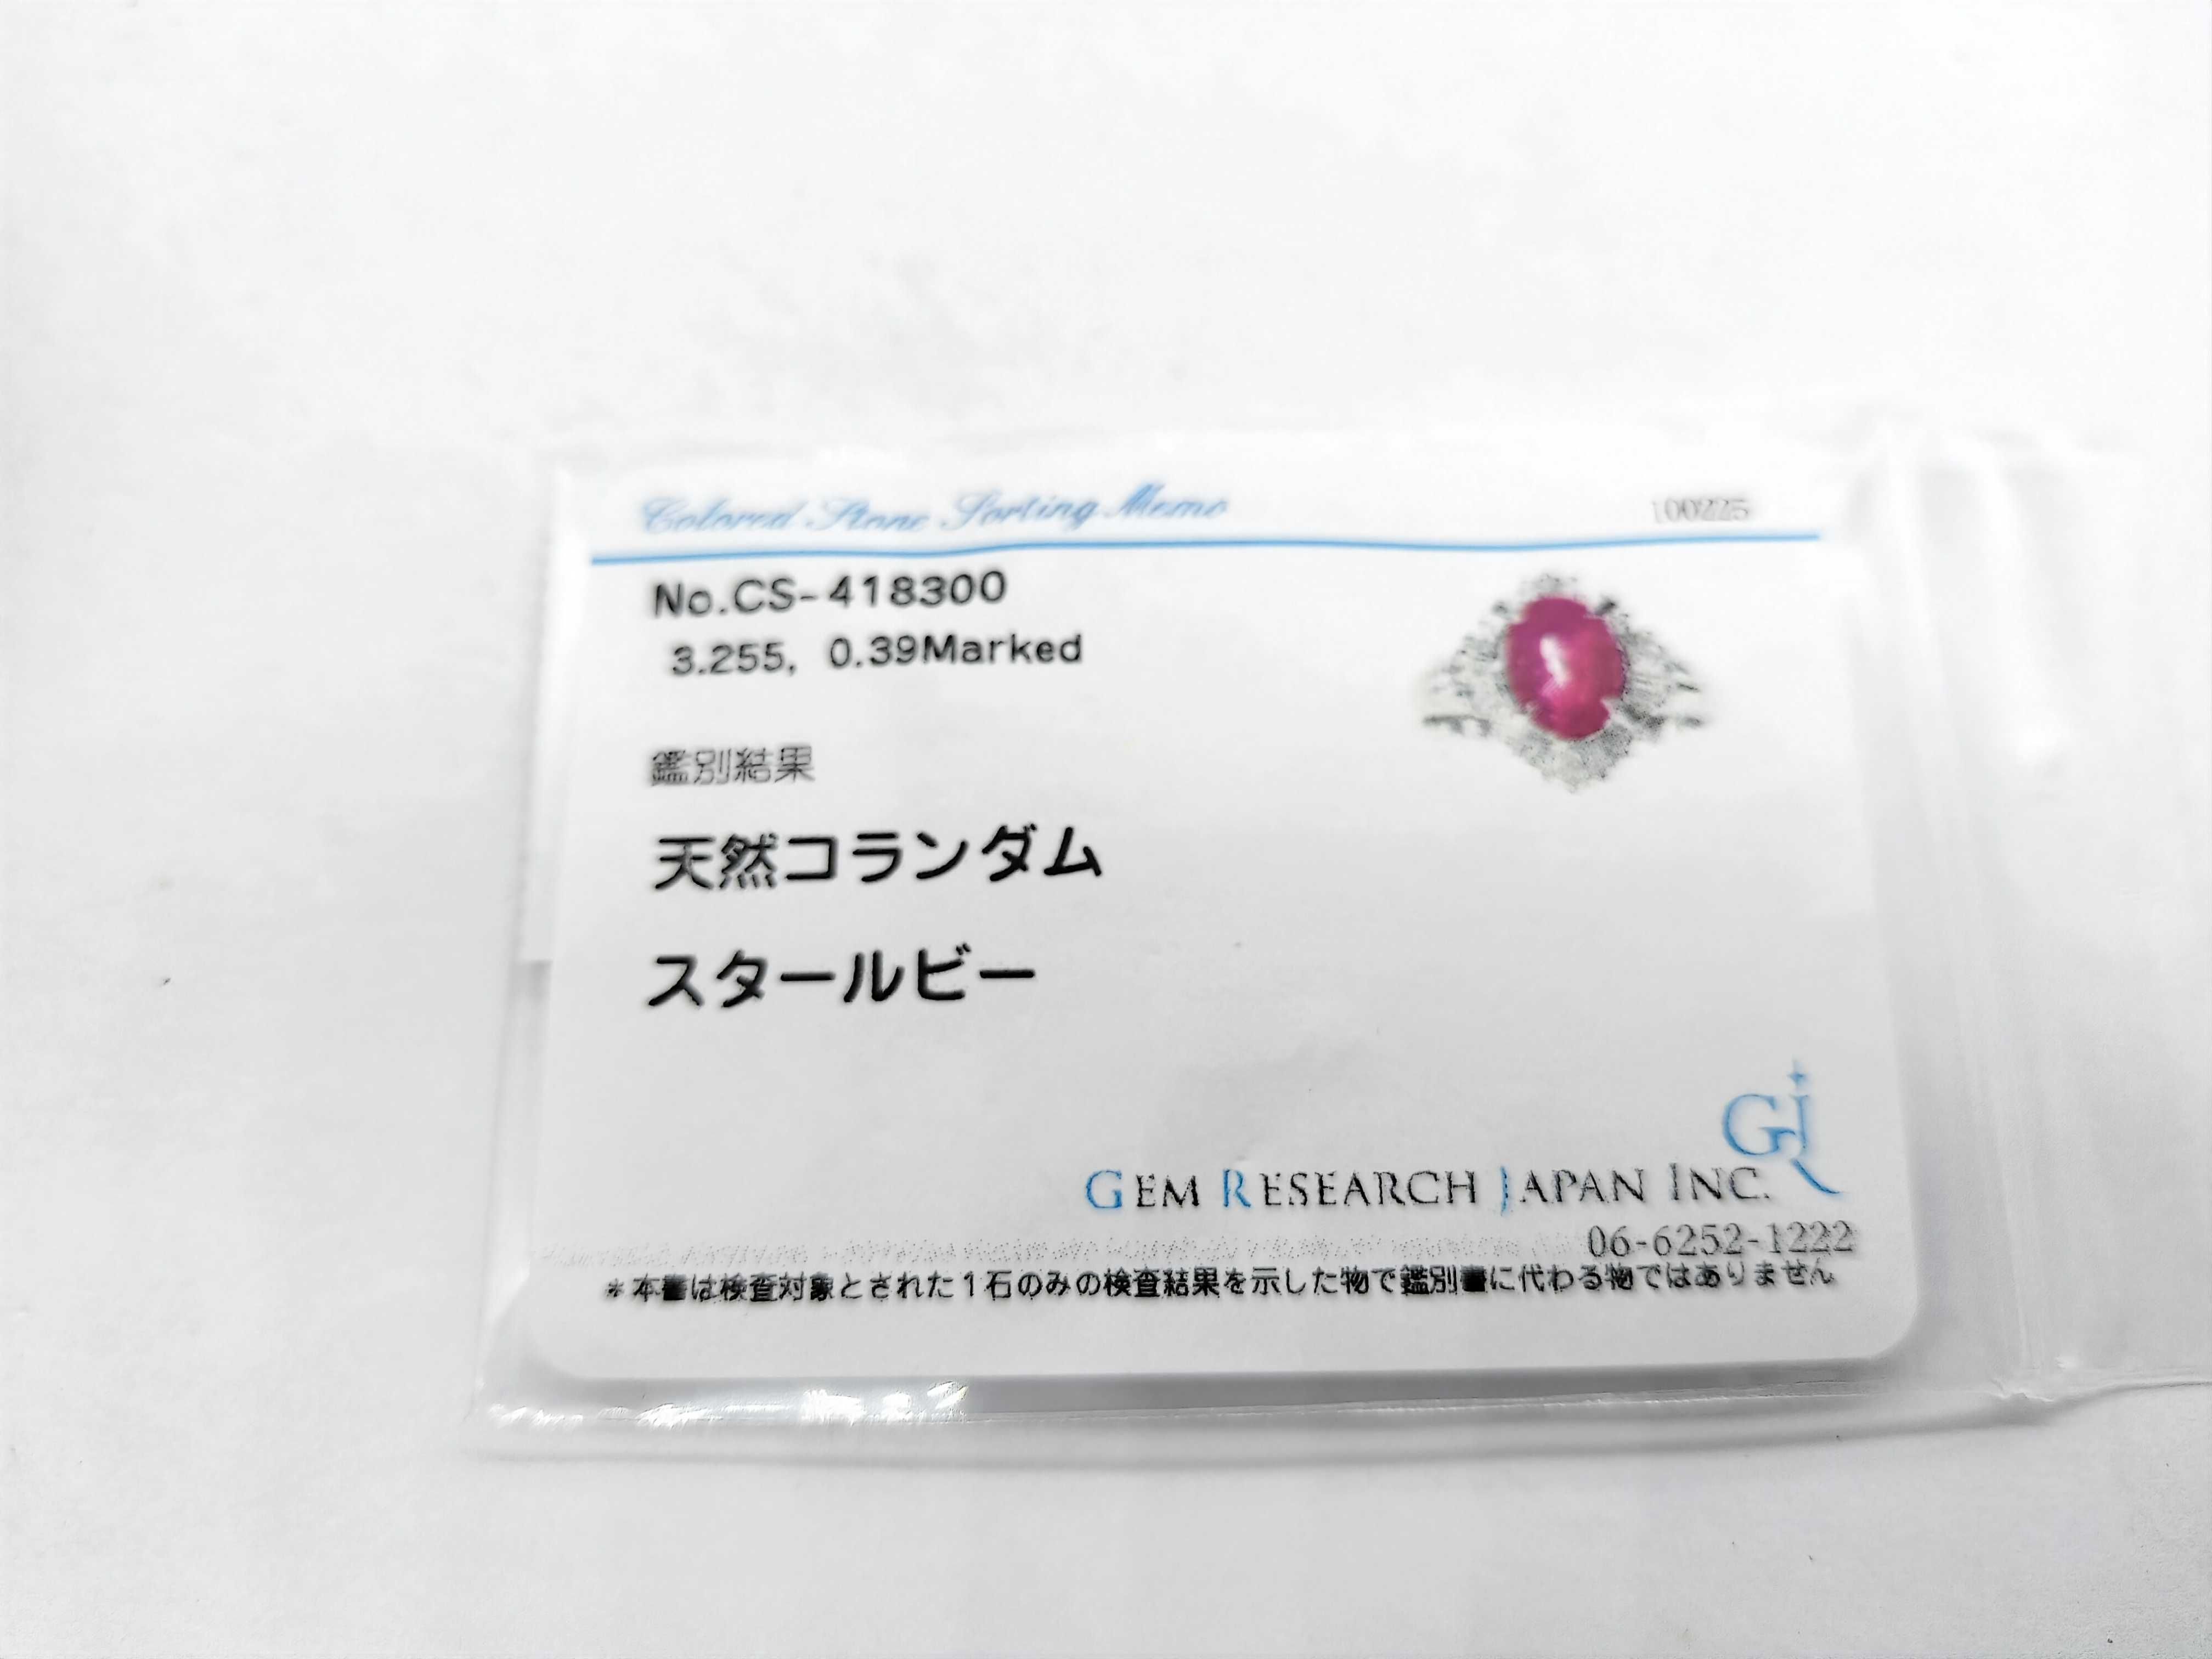 Colored Stone Sorting Memo
100225
No.CS-418300
3.255, 0.39Marked
鑑別結果
天然コランダム
スタールビー
GEM RESEARCH JAPAN INC.
06-6252-1222
*本書は検査対象とされた1石のみの検査結果を示した物で鑑別書に代わる物ではありません